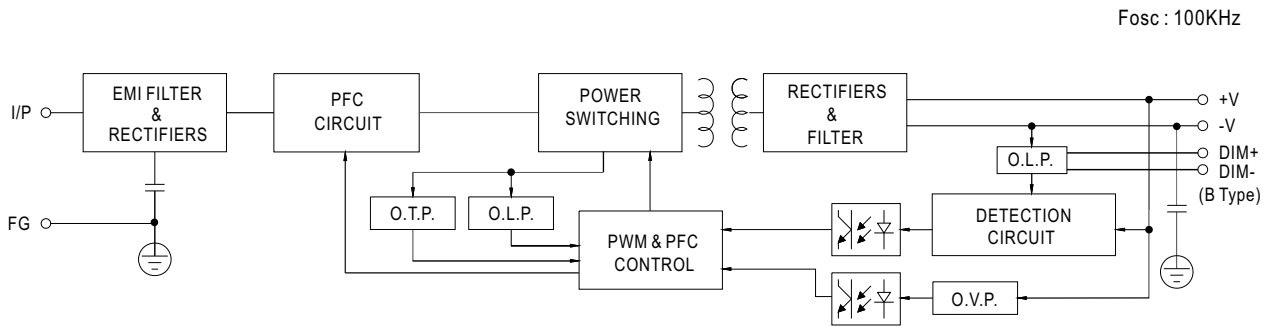 Fosc : 100KHz
I/P
EMI FILTER
&
RECTIFIERS
PFC
CIRCUIT
POWER
SWITCHING
RECTIFIERS
&
FILTER
+V
-V
DIM+
DIM-
(B Type)
O.L.P.
FG
O.T.P.
O.L.P.
PWM & PFC
CONTROL
DETECTION
CIRCUIT
O.V.P.